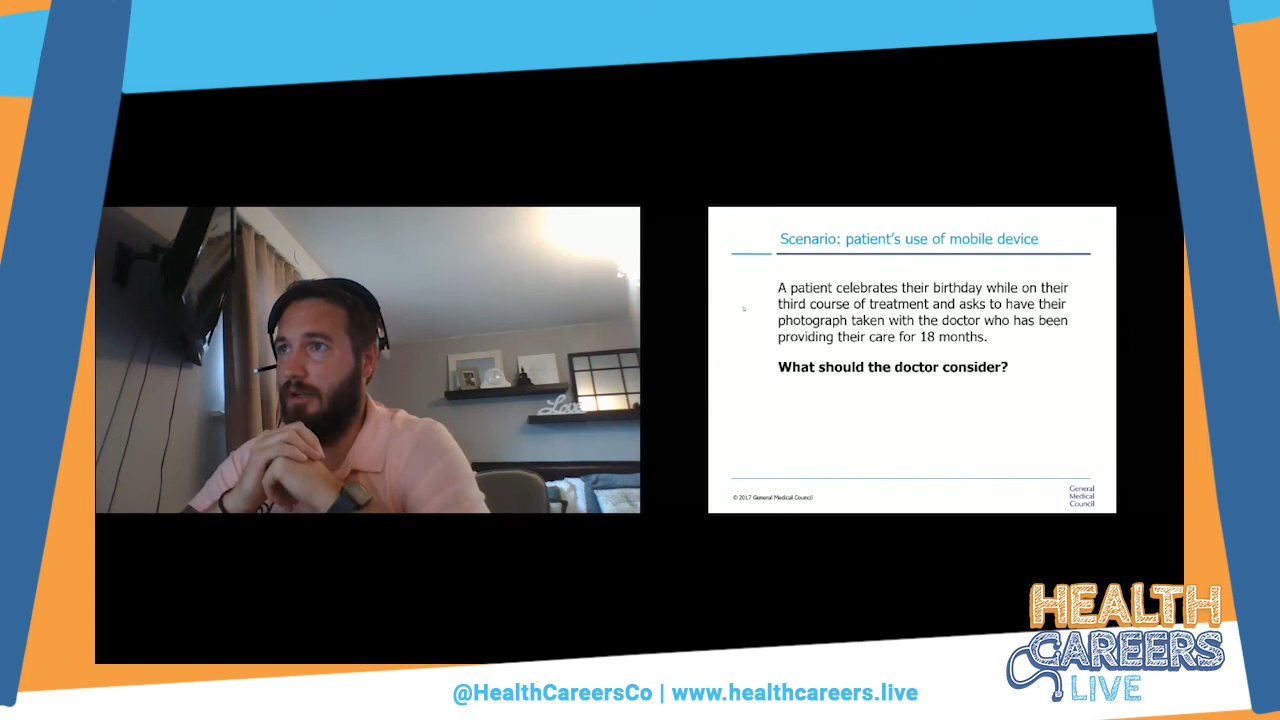 Scenario: patient's use of mobile device
A patient celebrates their birthday while on their
third course of treatment and asks to have their
photograph taken with the doctor who has been
providing their care for 18 months.
What should the doctor consider?
© 2017 General Medical Council
General
Medical
Council
Love
HEALTH
CAREERS
LIVE
@HealthCareersCo | www.healthcareers.live